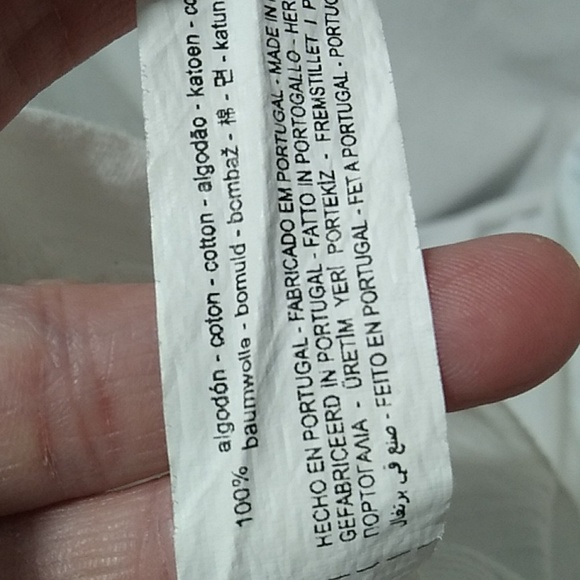 100% algodón - coton - cotton - algodão - katoen - co
baumwolle - bomuld - bombaž - 棉 - 면 - katun
HECHO EN PORTUGAL - FABRICADO EM PORTUGAL - MADE IN
GEFABRICEERD IN PORTUGAL - FATTO IN PORTOGALLO - HER
ΠΟΡΤΟΓΑΛΙΑ - ÜRETİM YERİ PORTEKİZ - FREMSTILLET I P
صنع في برتغال - FEITO EN PORTUGAL - FET A PORTUGAL - PORTUG